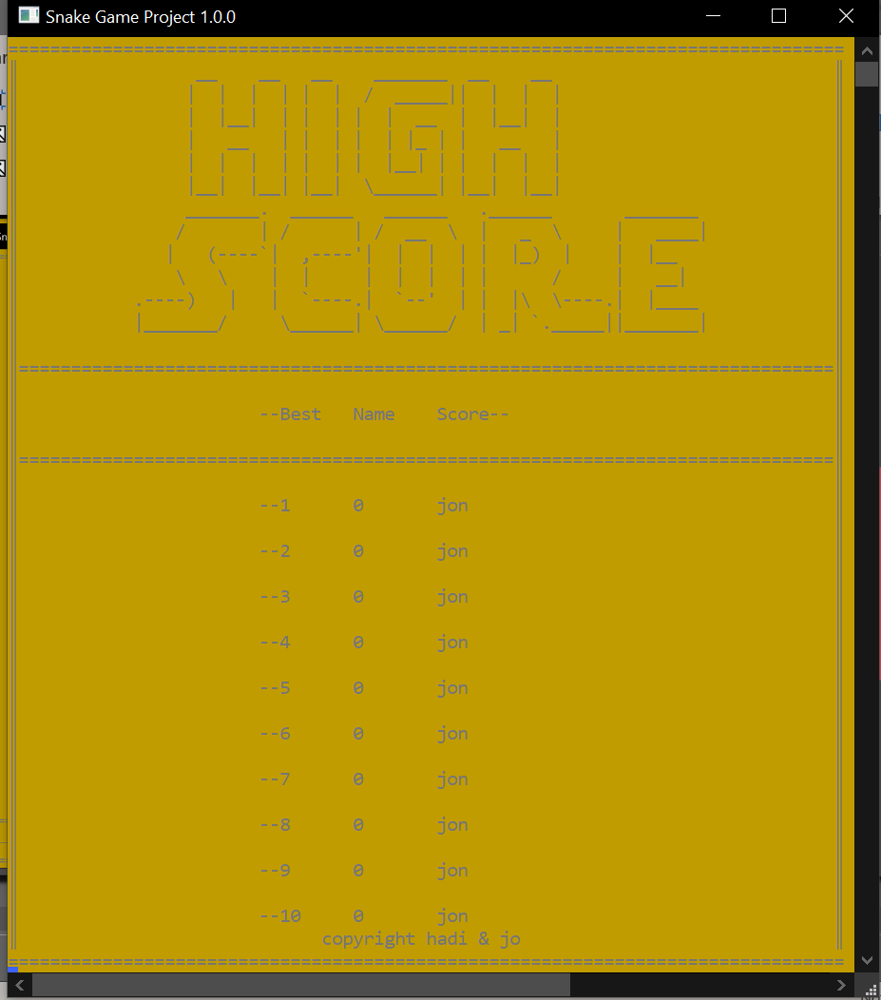 Snake Game Project 1.0.0
HIGH
SCORE
--Best Name Score--
--1 0 jon
--2 0 jon
--3 0 jon
--4 0 jon
--5 0 jon
--6 0 jon
--7 0 jon
--8 0 jon
--9 0 jon
--10 0 jon
copyright hadi & jo